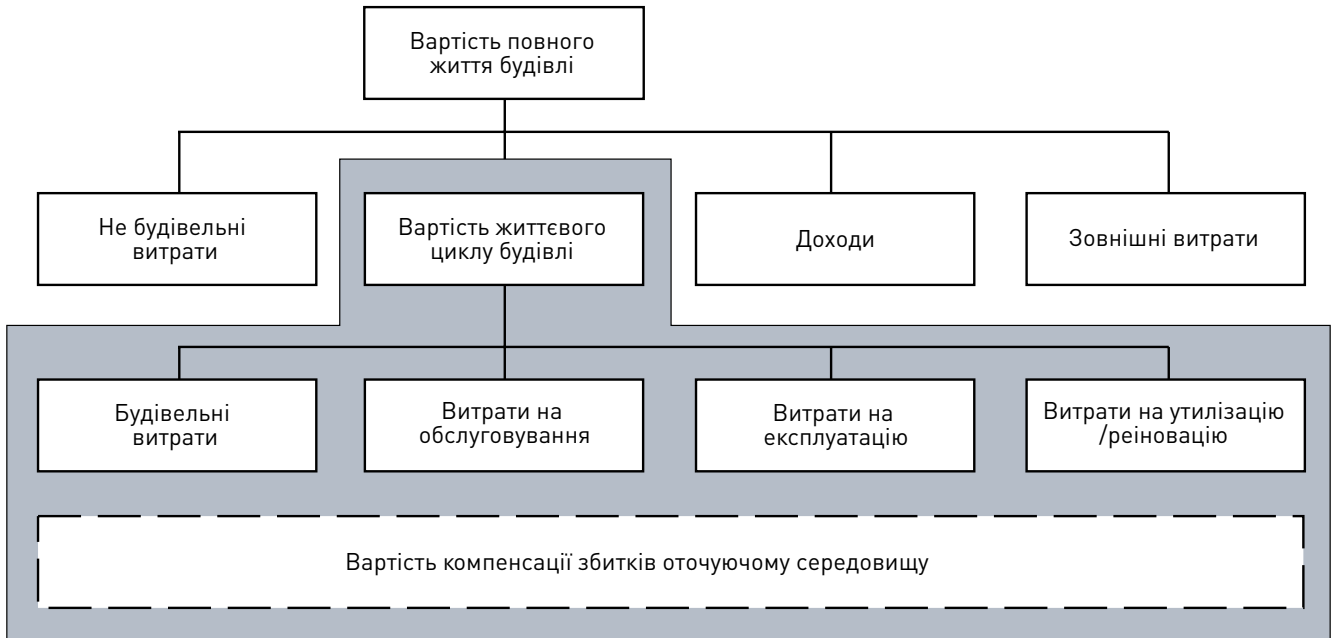 Вартість повного
життя будівлі
Не будівельні
витрати
Вартість життєвого
циклу будівлі
Доходи
Зовнішні витрати
Будівельні
витрати
Витрати на
обслуговування
Витрати на
експлуатацію
Витрати на утилізацію
/реіновацію
Вартість компенсації збитків оточуючому середовищу